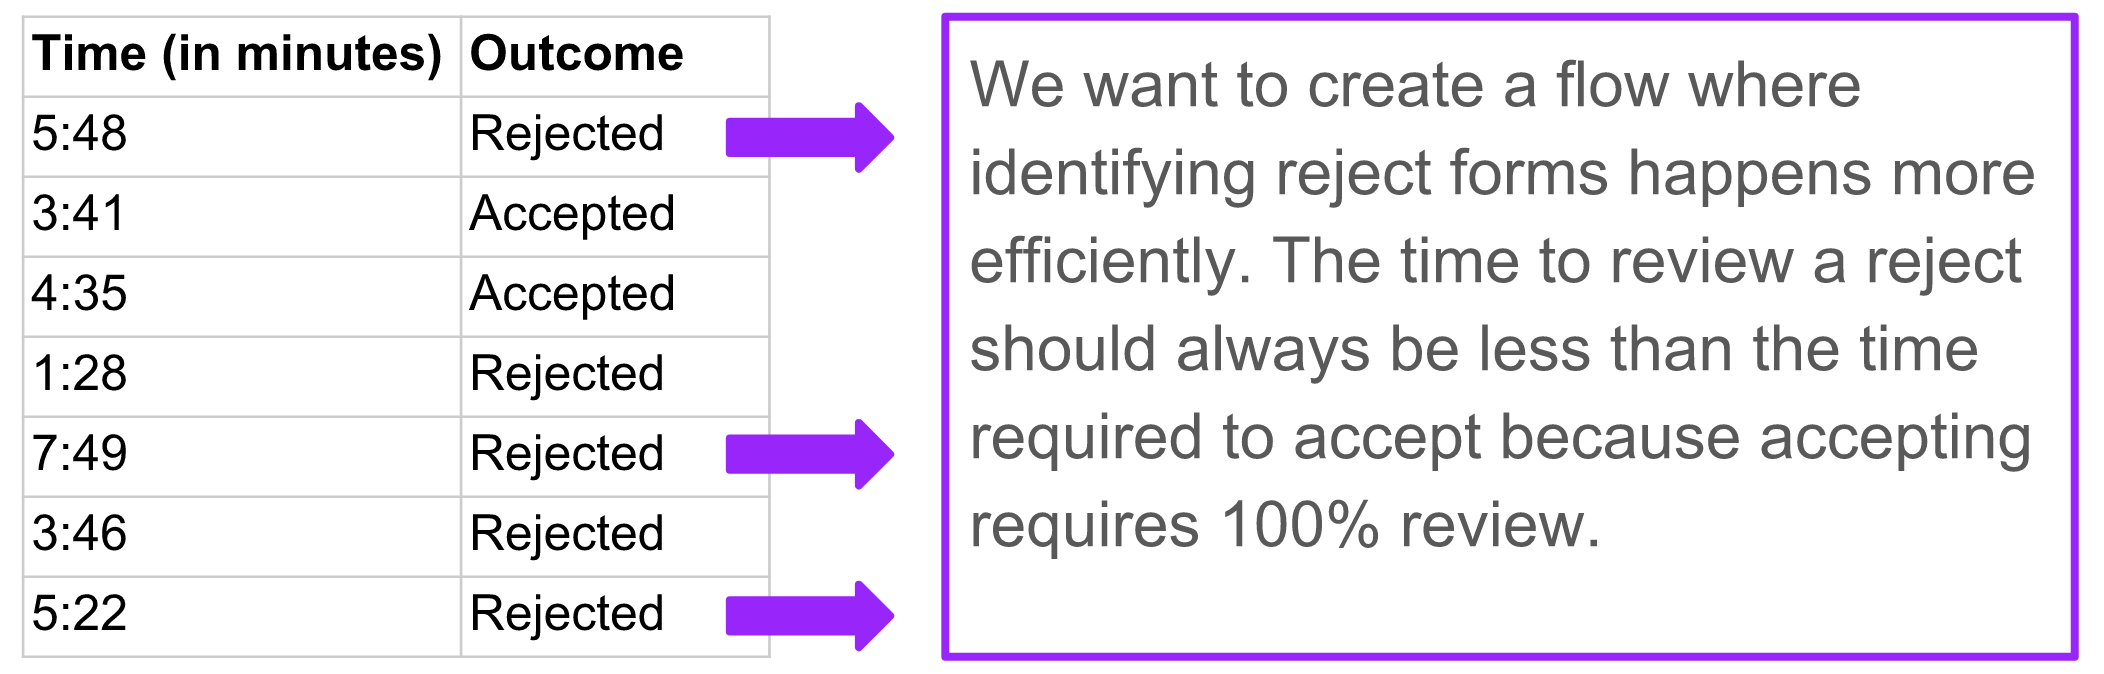 Time (in minutes) Outcome
5:48 Rejected
3:41 Accepted
4:35 Accepted
1:28 Rejected
7:49 Rejected
3:46 Rejected
5:22 Rejected
We want to create a flow where
identifying reject forms happens more
efficiently. The time to review a reject
should always be less than the time
required to accept because accepting
requires 100% review.